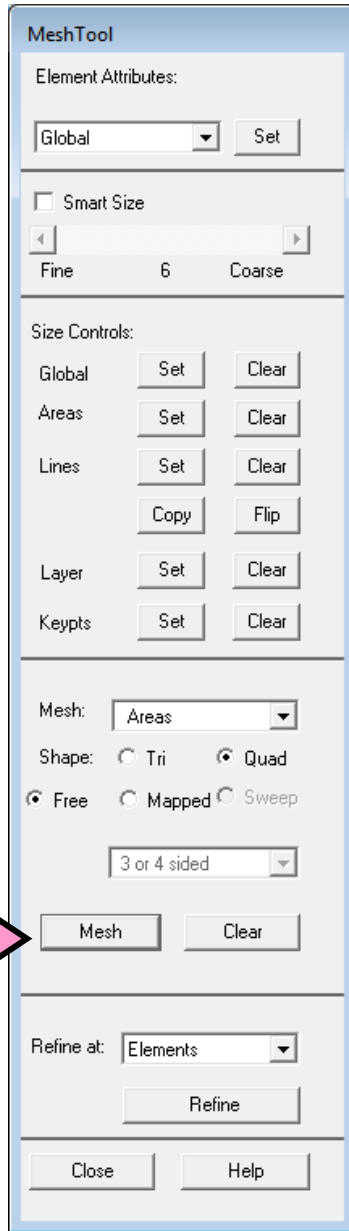 MeshTool
Element Attributes:
Global Set
Smart Size
Fine 6 Coarse
Size Controls:
Global Set Clear
Areas Set Clear
Lines Set Clear
Copy Flip
Layer Set Clear
Keypts Set Clear
Mesh: Areas
Shape: Tri Quad
Free Mapped Sweep
3 or 4 sided
Mesh Clear
Refine at: Elements
Refine
Close Help